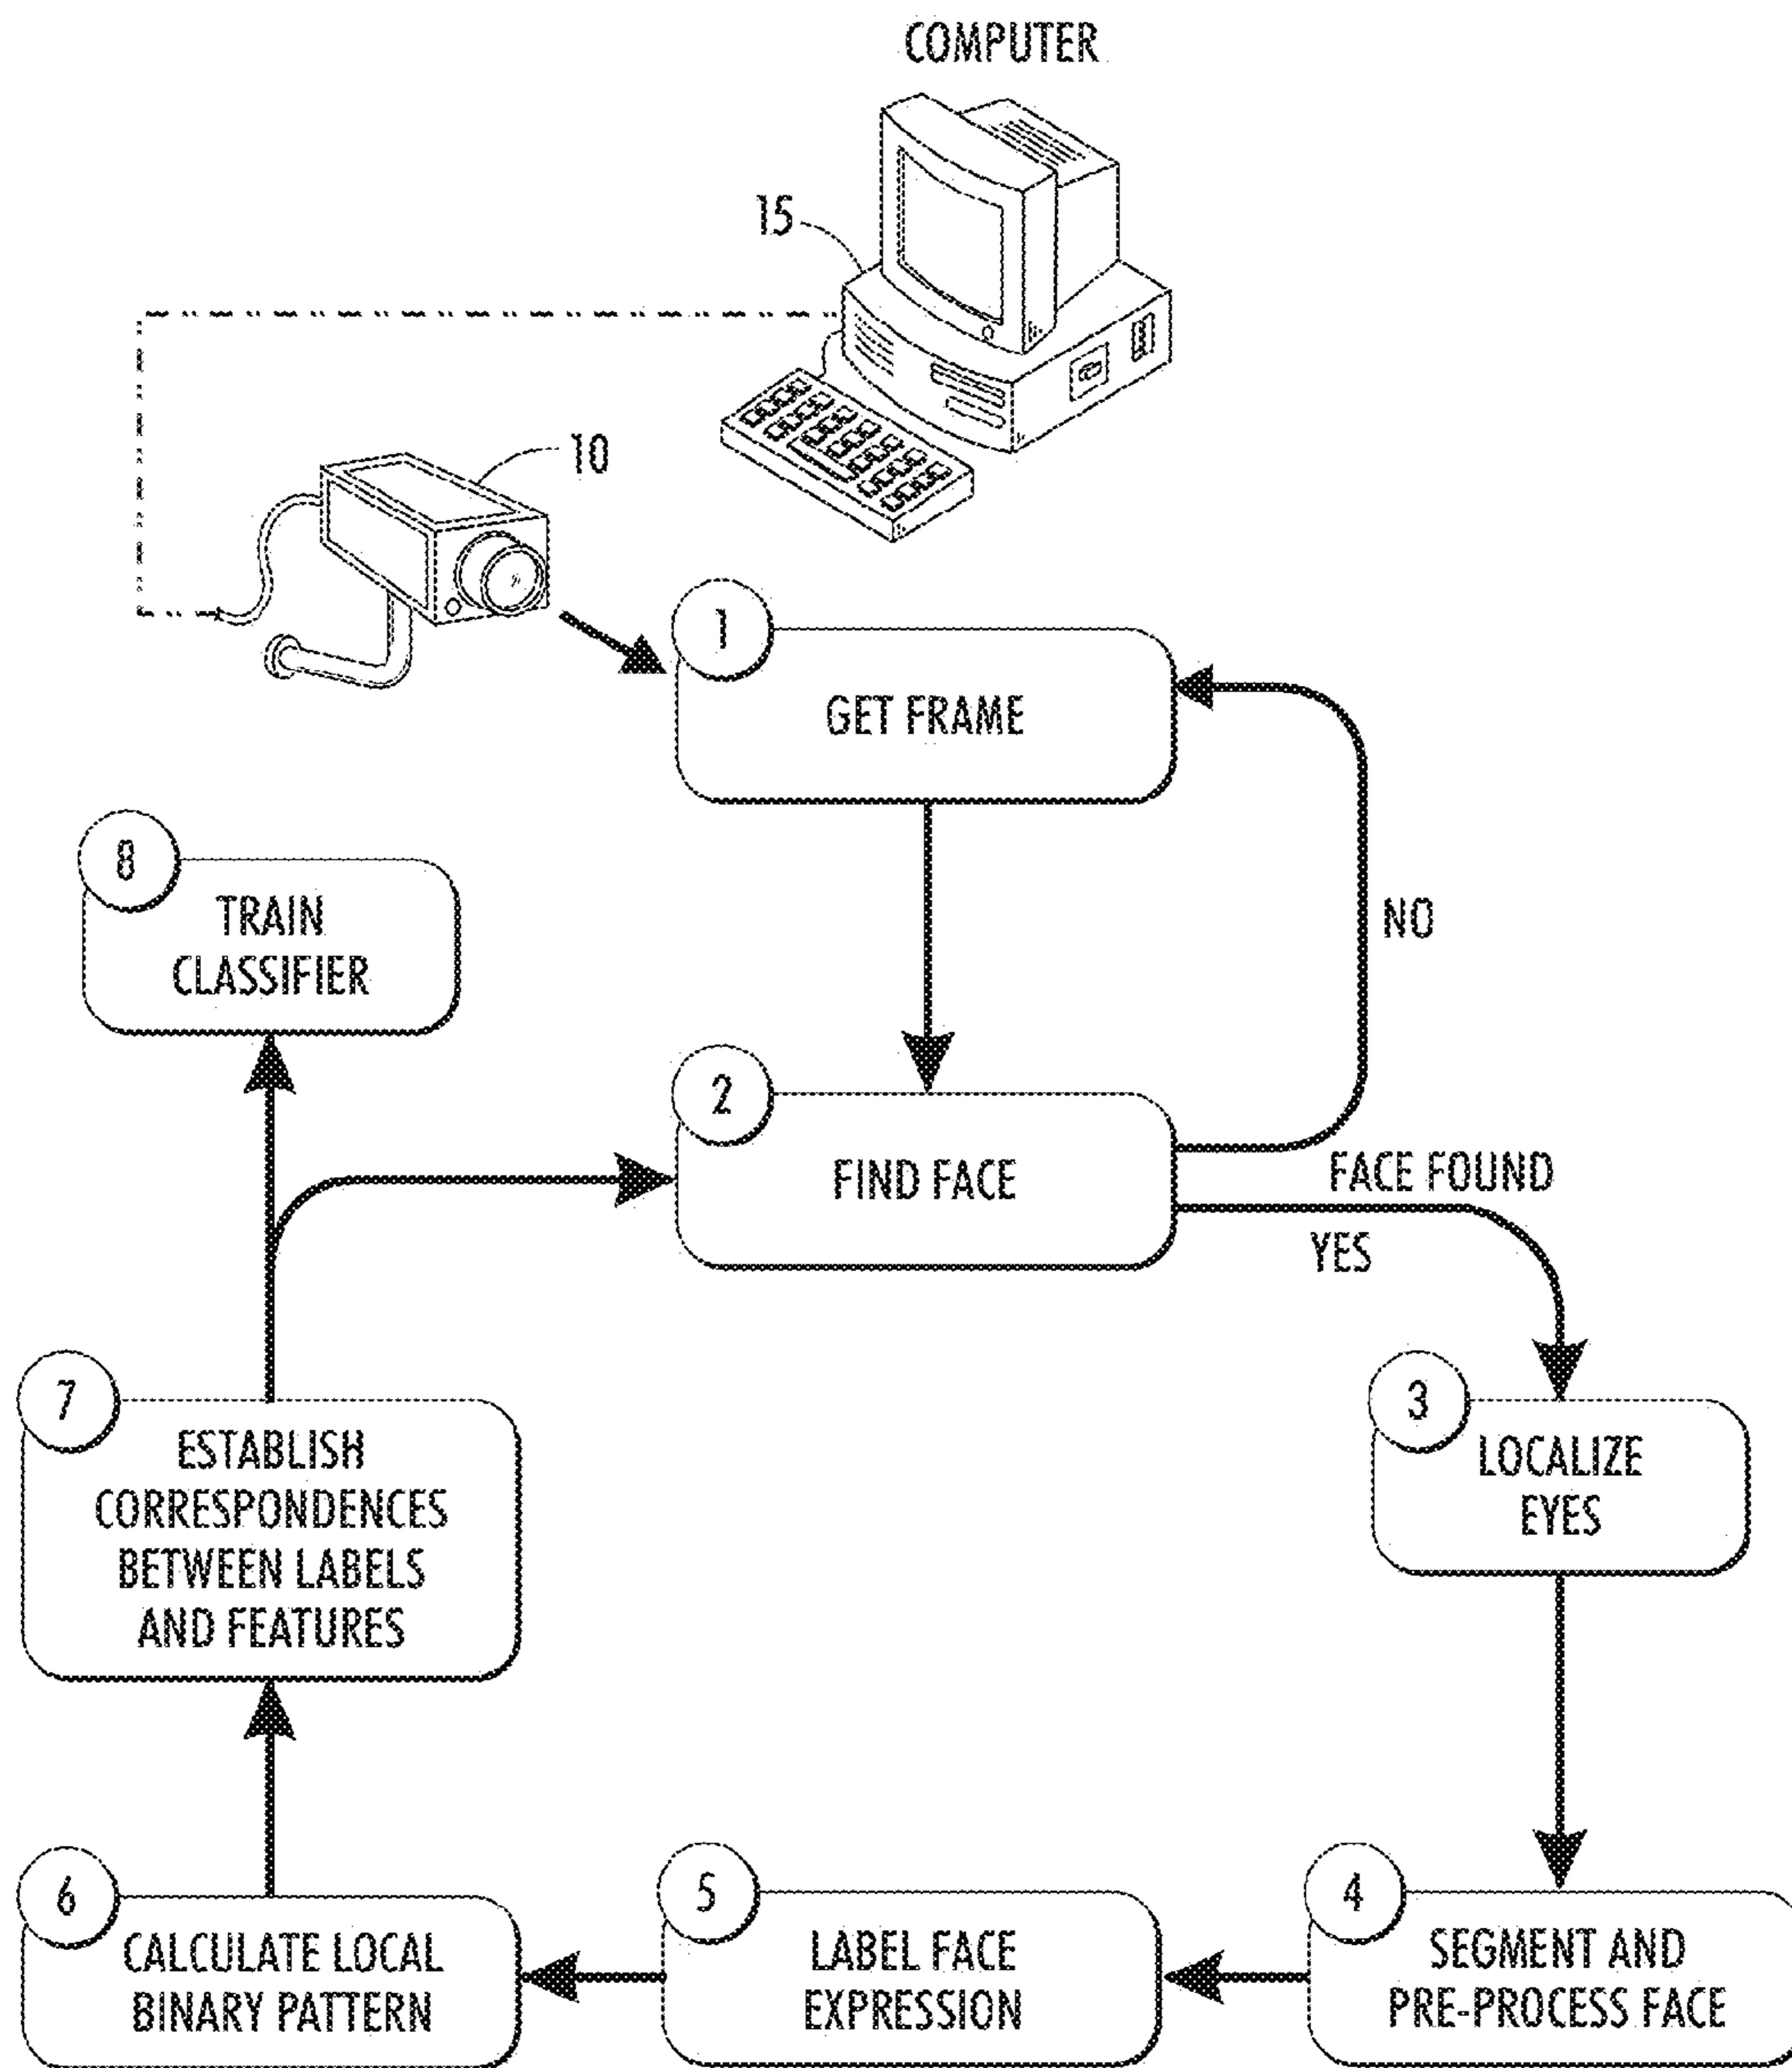 COMPUTER
15
10
1
GET FRAME
8
TRAIN
CLASSIFIER
NO
2
FIND FACE
FACE FOUND
YES
3
LOCALIZE
EYES
7
ESTABLISH
CORRESPONDENCES
BETWEEN LABELS
AND FEATURES
6
CALCULATE LOCAL
BINARY PATTERN
5
LABEL FACE
EXPRESSION
4
SEGMENT AND
PRE-PROCESS FACE